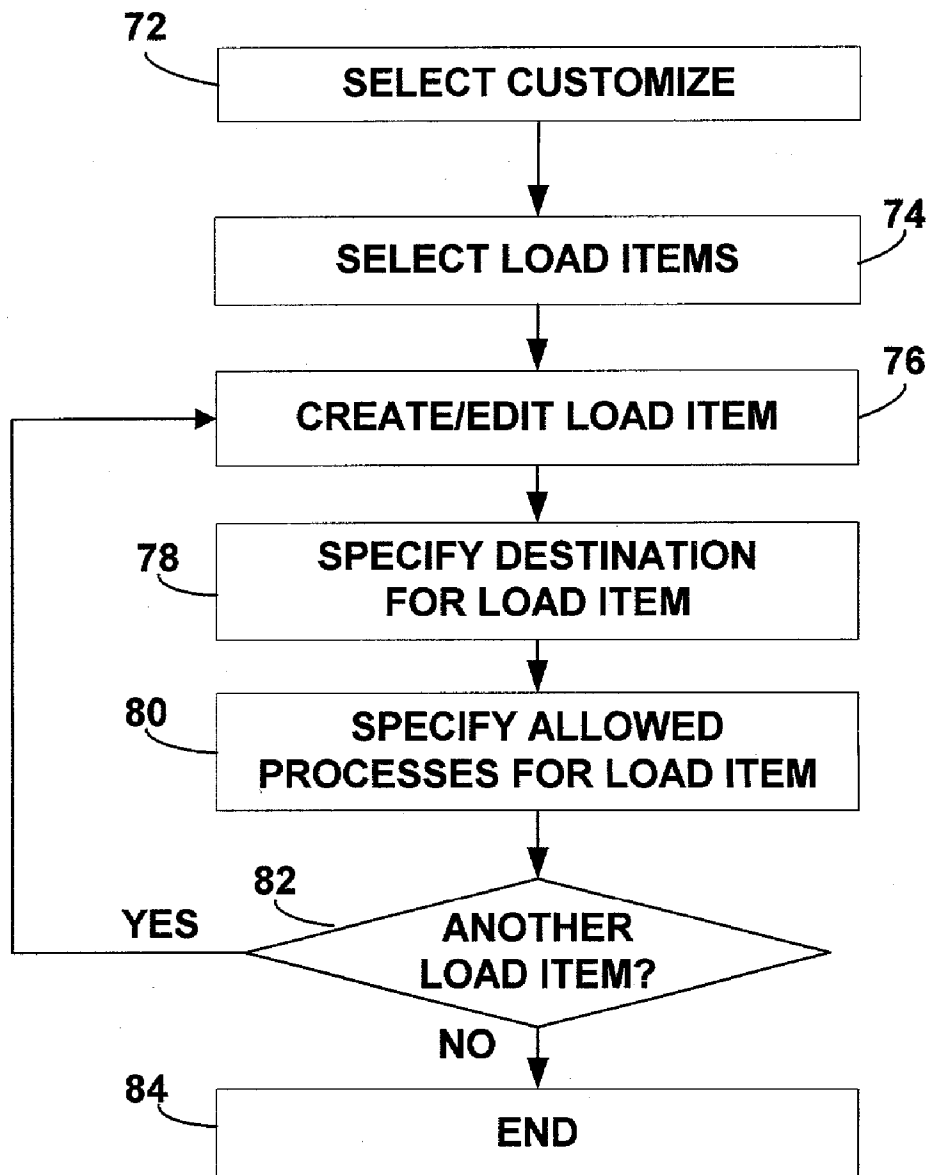 72
SELECT CUSTOMIZE
74
SELECT LOAD ITEMS
76
CREATE/EDIT LOAD ITEM
78
SPECIFY DESTINATION
FOR LOAD ITEM
80
SPECIFY ALLOWED
PROCESSES FOR LOAD ITEM
82
YES
ANOTHER
LOAD ITEM?
NO
84
END